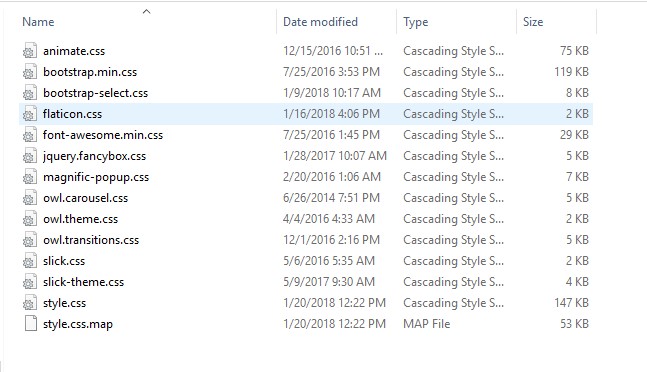 Name Date modified Type Size
animate.css 12/15/2016 10:51 ... Cascading Style S... 75 KB
bootstrap.min.css 7/25/2016 3:53 PM Cascading Style S... 119 KB
bootstrap-select.css 1/9/2018 10:17 AM Cascading Style S... 8 KB
flaticon.css 1/16/2018 4:06 PM Cascading Style S... 2 KB
font-awesome.min.css 7/25/2016 1:45 PM Cascading Style S... 29 KB
jquery.fancybox.css 1/28/2017 10:07 AM Cascading Style S... 5 KB
magnific-popup.css 2/20/2016 1:06 AM Cascading Style S... 7 KB
owl.carousel.css 6/26/2014 7:51 PM Cascading Style S... 5 KB
owl.theme.css 4/4/2016 4:33 AM Cascading Style S... 2 KB
owl.transitions.css 12/1/2016 2:16 PM Cascading Style S... 5 KB
slick.css 5/6/2016 5:35 AM Cascading Style S... 2 KB
slick-theme.css 5/9/2017 9:30 AM Cascading Style S... 4 KB
style.css 1/20/2018 12:22 PM Cascading Style S... 147 KB
style.css.map 1/20/2018 12:22 PM MAP File 53 KB